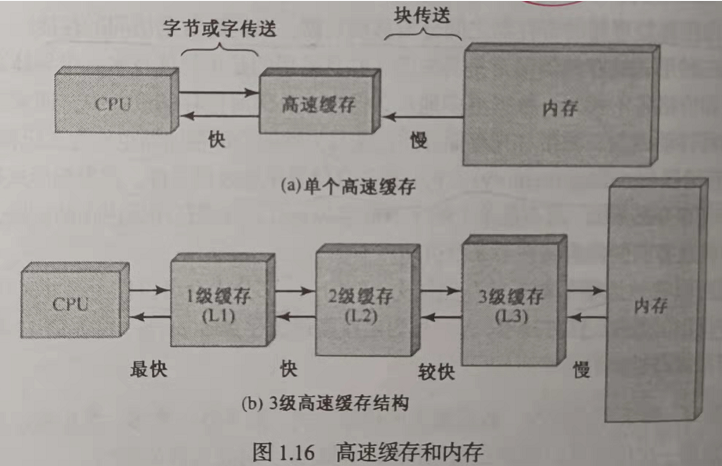 字节或字传送
块传送
CPU
高速缓存
内存
快
慢
(a)单个高速缓存
CPU
1级缓存
(L1)
2级缓存
(L2)
3级缓存
(L3)
内存
最快
快
较快
慢
(b) 3级高速缓存结构
图 1.16 高速缓存和内存